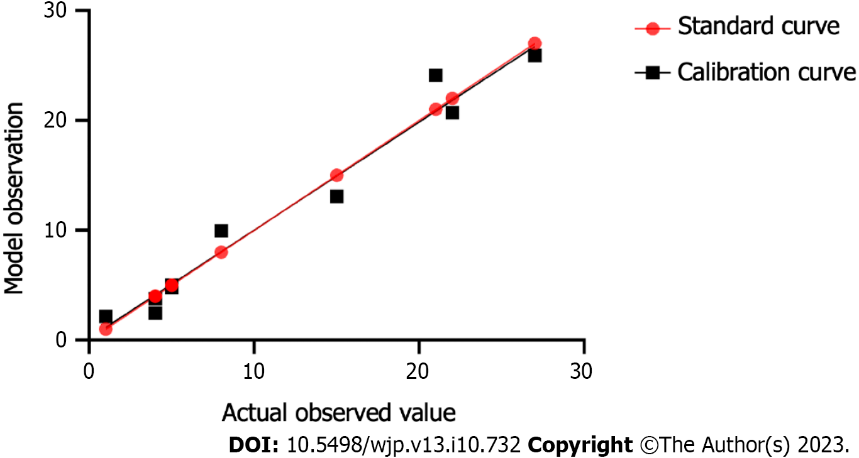 30
Standard curve
Calibration curve
20
Model observation
10
0
0 10 20 30
Actual observed value
DOI: 10.5498/wjp.v13.i10.732 Copyright ©The Author(s) 2023.